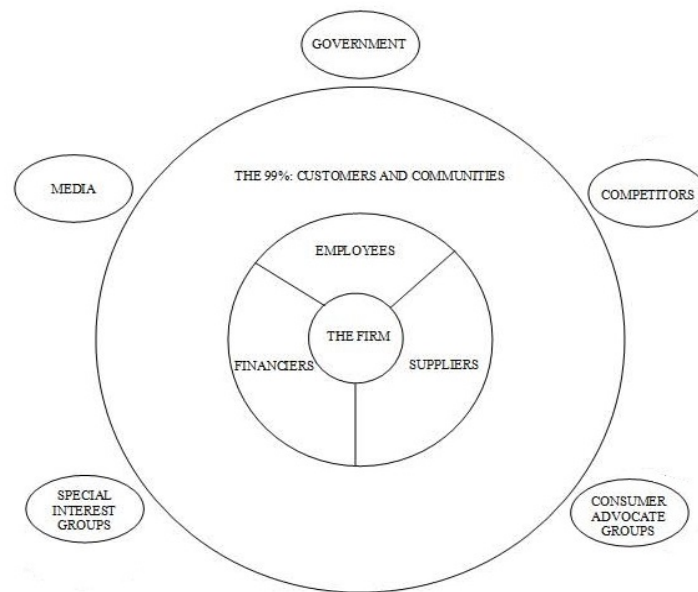 GOVERNMENT
THE 99%: CUSTOMERS AND COMMUNITIES
MEDIA
COMPETITORS
EMPLOYEES
THE FIRM
FINANCIERS
SUPPLIERS
SPECIAL
INTEREST
GROUPS
CONSUMER
ADVOCATE
GROUPS